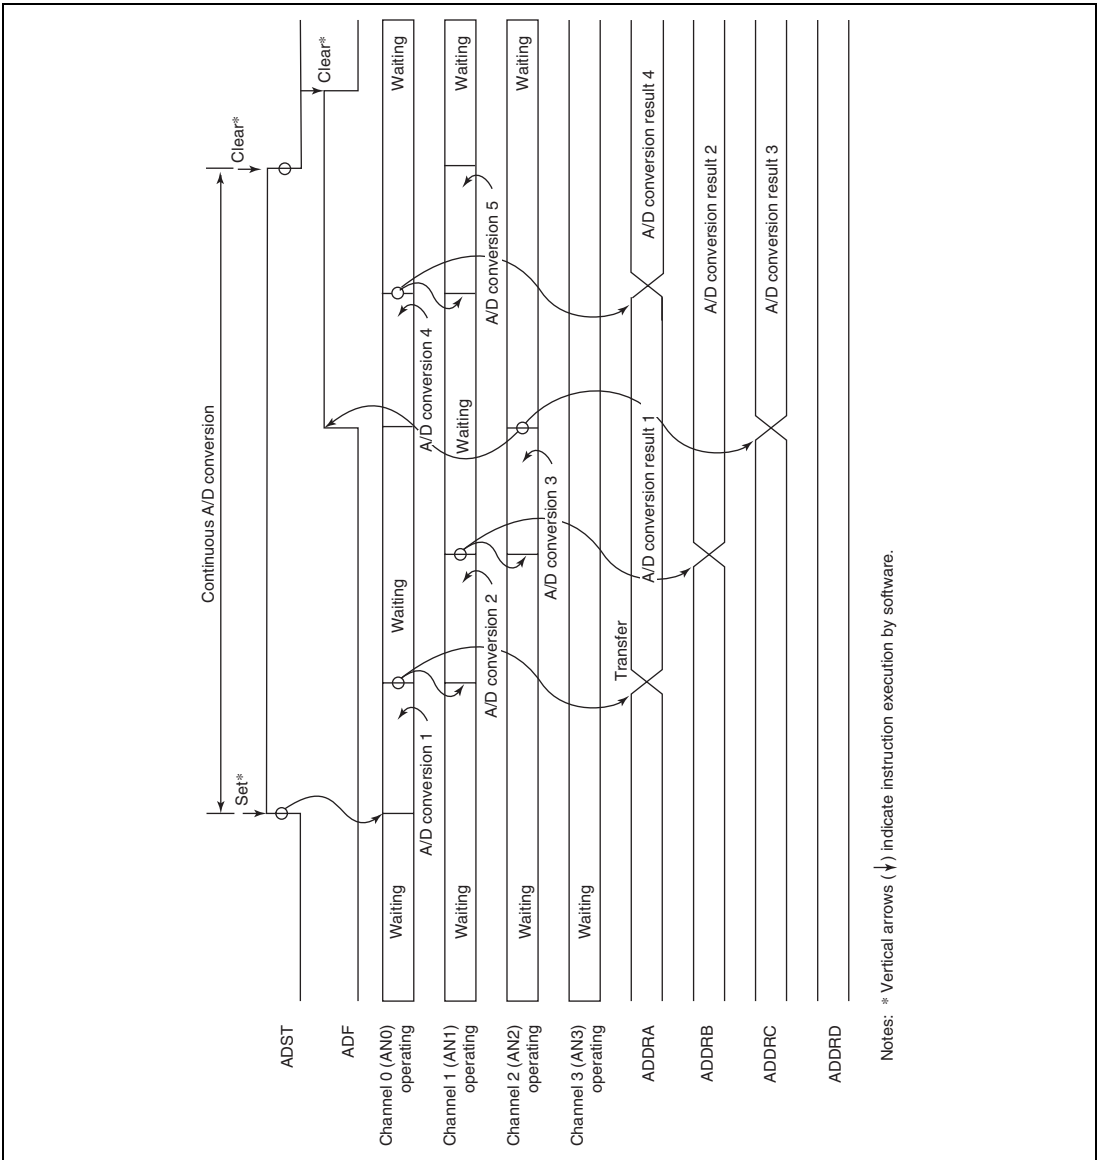 Continuous A/D conversion
Set*
Clear*
Clear*
ADST
ADF
Channel 0 (AN0)
operating
Waiting
A/D conversion 1
Waiting
A/D conversion 4
Waiting
Channel 1 (AN1)
operating
Waiting
A/D conversion 2
Waiting
A/D conversion 5
Waiting
Channel 2 (AN2)
operating
Waiting
A/D conversion 3
Waiting
Channel 3 (AN3)
operating
Waiting
Transfer
ADDRA
A/D conversion result 1
A/D conversion result 4
ADDRB
A/D conversion result 2
ADDRC
A/D conversion result 3
ADDRD
Notes: * Vertical arrows (↓) indicate instruction execution by software.